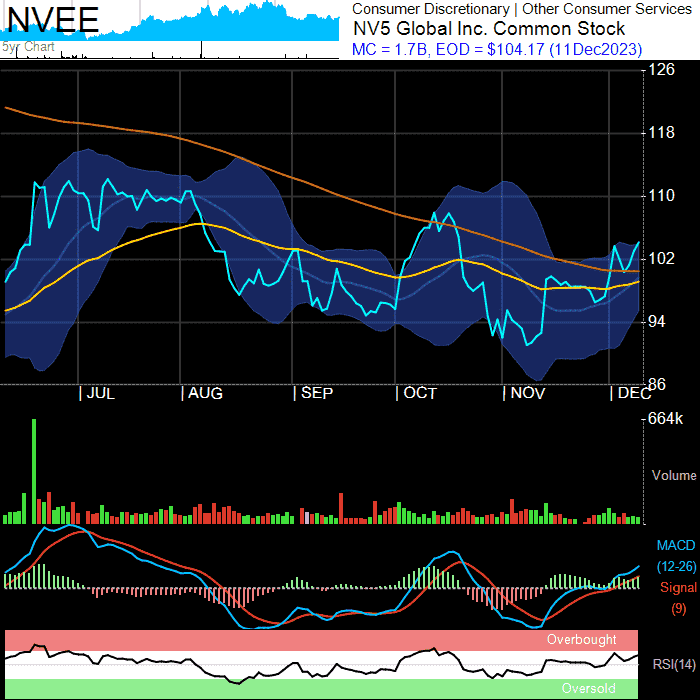 NVEE
5yr Chart
Consumer Discretionary | Other Consumer Services
NV5 Global Inc. Common Stock
MC = 1.7B, EOD = $104.17 (11Dec2023)
126
118
110
102
94
86
JUL
AUG
SEP
OCT
NOV
DEC
664k
Volume
MACD
(12-26)
Signal
(9)
Overbought
RSI(14)
Oversold